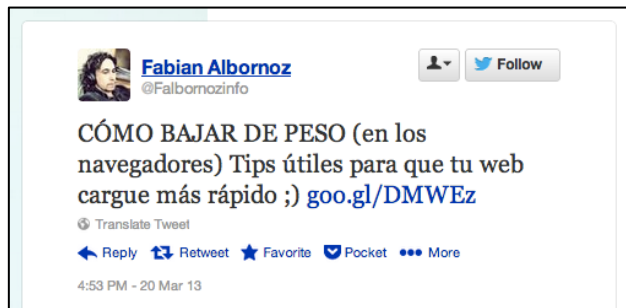 Fabian Albornoz
Follow
@Falbornozinfo
CÓMO BAJAR DE PESO (en los
navegadores) Tips útiles para que tu web
cargue más rápido ;) goo.gl/DMWEz
Translate Tweet
Reply Retweet Favorite Pocket More
4:53 PM - 20 Mar 13